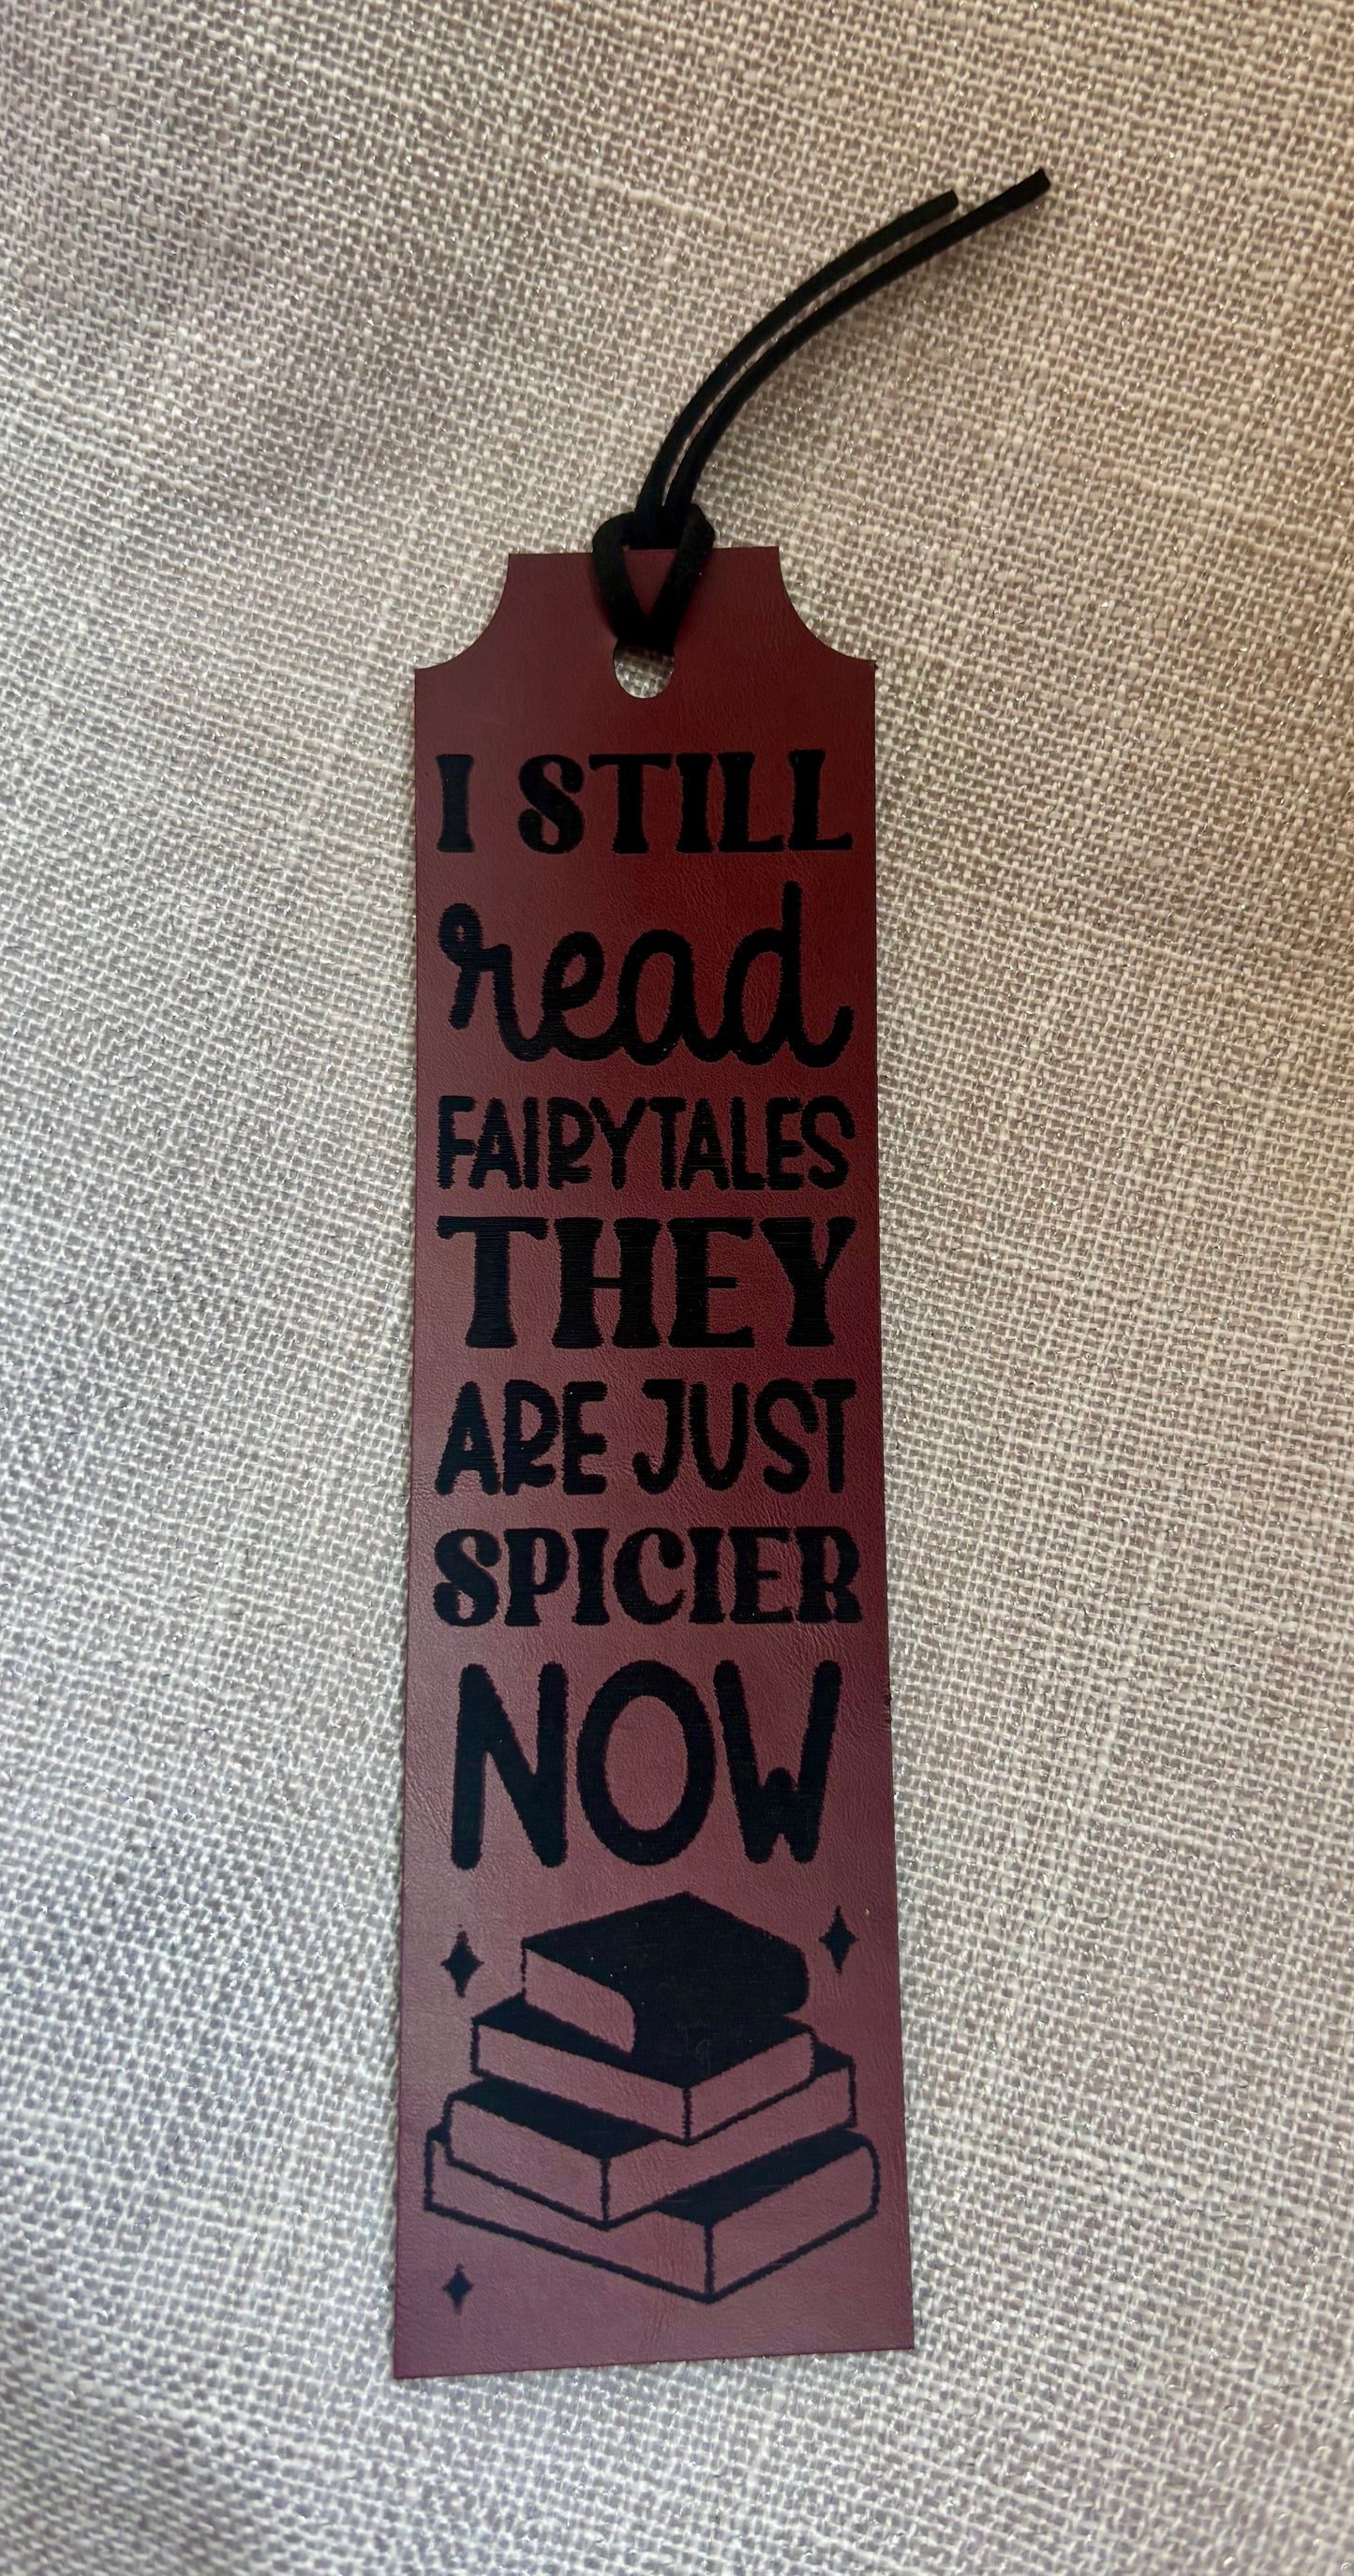 I STILL
read
FAIRYTALES
THEY
ARE JUST
SPICIER
NOW